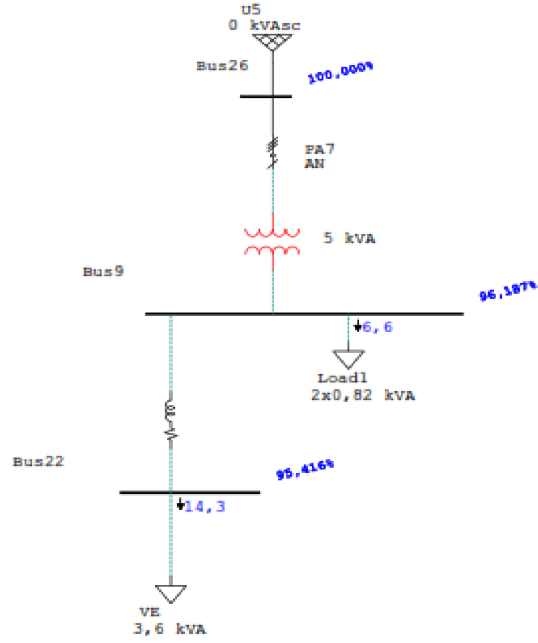 U5
0 kVAsc
Bus26
100,000%
PA7
AN
5 kVA
Bus9
96,187%
6,6
Load1
2x0,82 kVA
Bus22
95,416%
14,3
VE
3,6 kVA